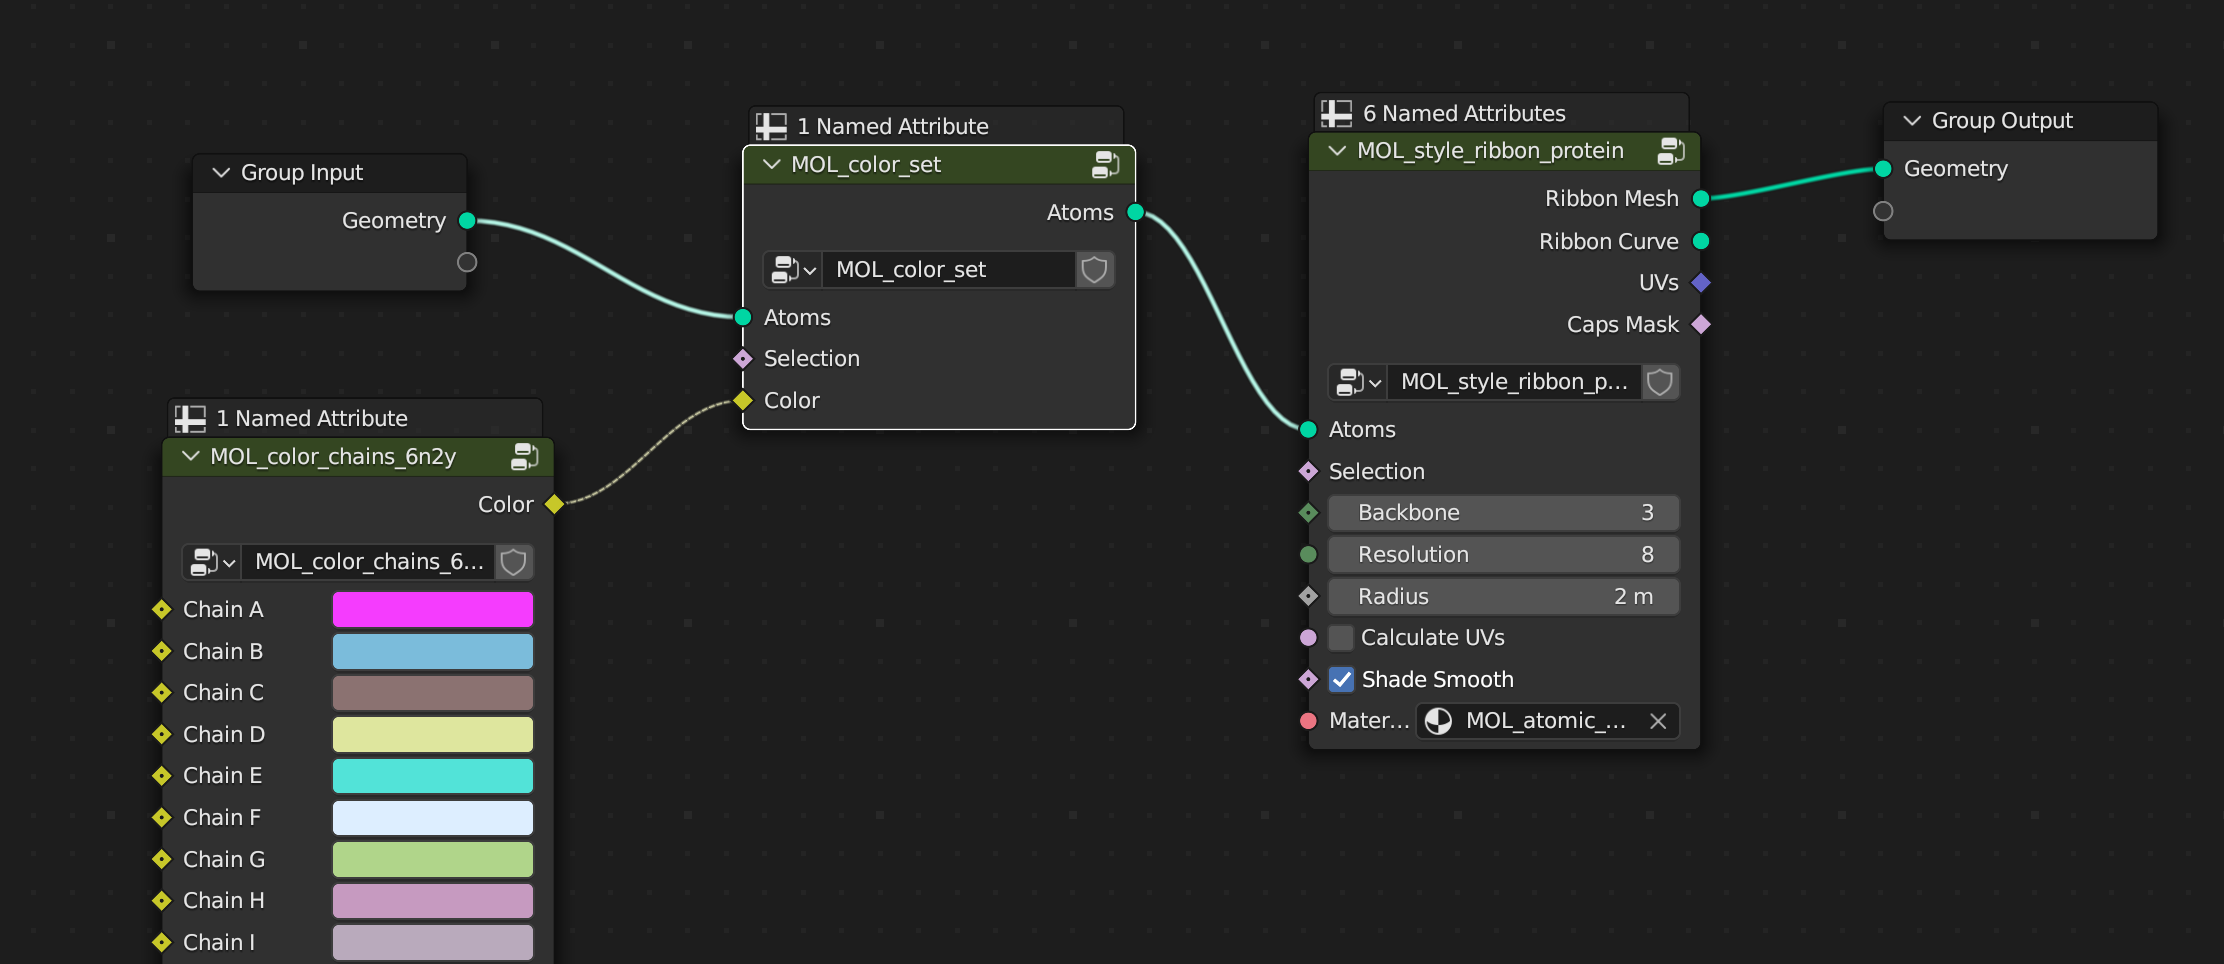 Group Input
Geometry
1 Named Attribute
MOL_color_chains_6n2y
Color
MOL_color_chains_6...
Chain A
Chain B
Chain C
Chain D
Chain E
Chain F
Chain G
Chain H
Chain I
1 Named Attribute
MOL_color_set
Atoms
MOL_color_set
Atoms
Selection
Color
6 Named Attributes
MOL_style_ribbon_protein
Ribbon Mesh
Ribbon Curve
UVs
Caps Mask
MOL_style_ribbon_p...
Atoms
Selection
Backbone 3
Resolution 8
Radius 2 m
Calculate UVs
Shade Smooth
Mater... MOL_atomic_...
Group Output
Geometry